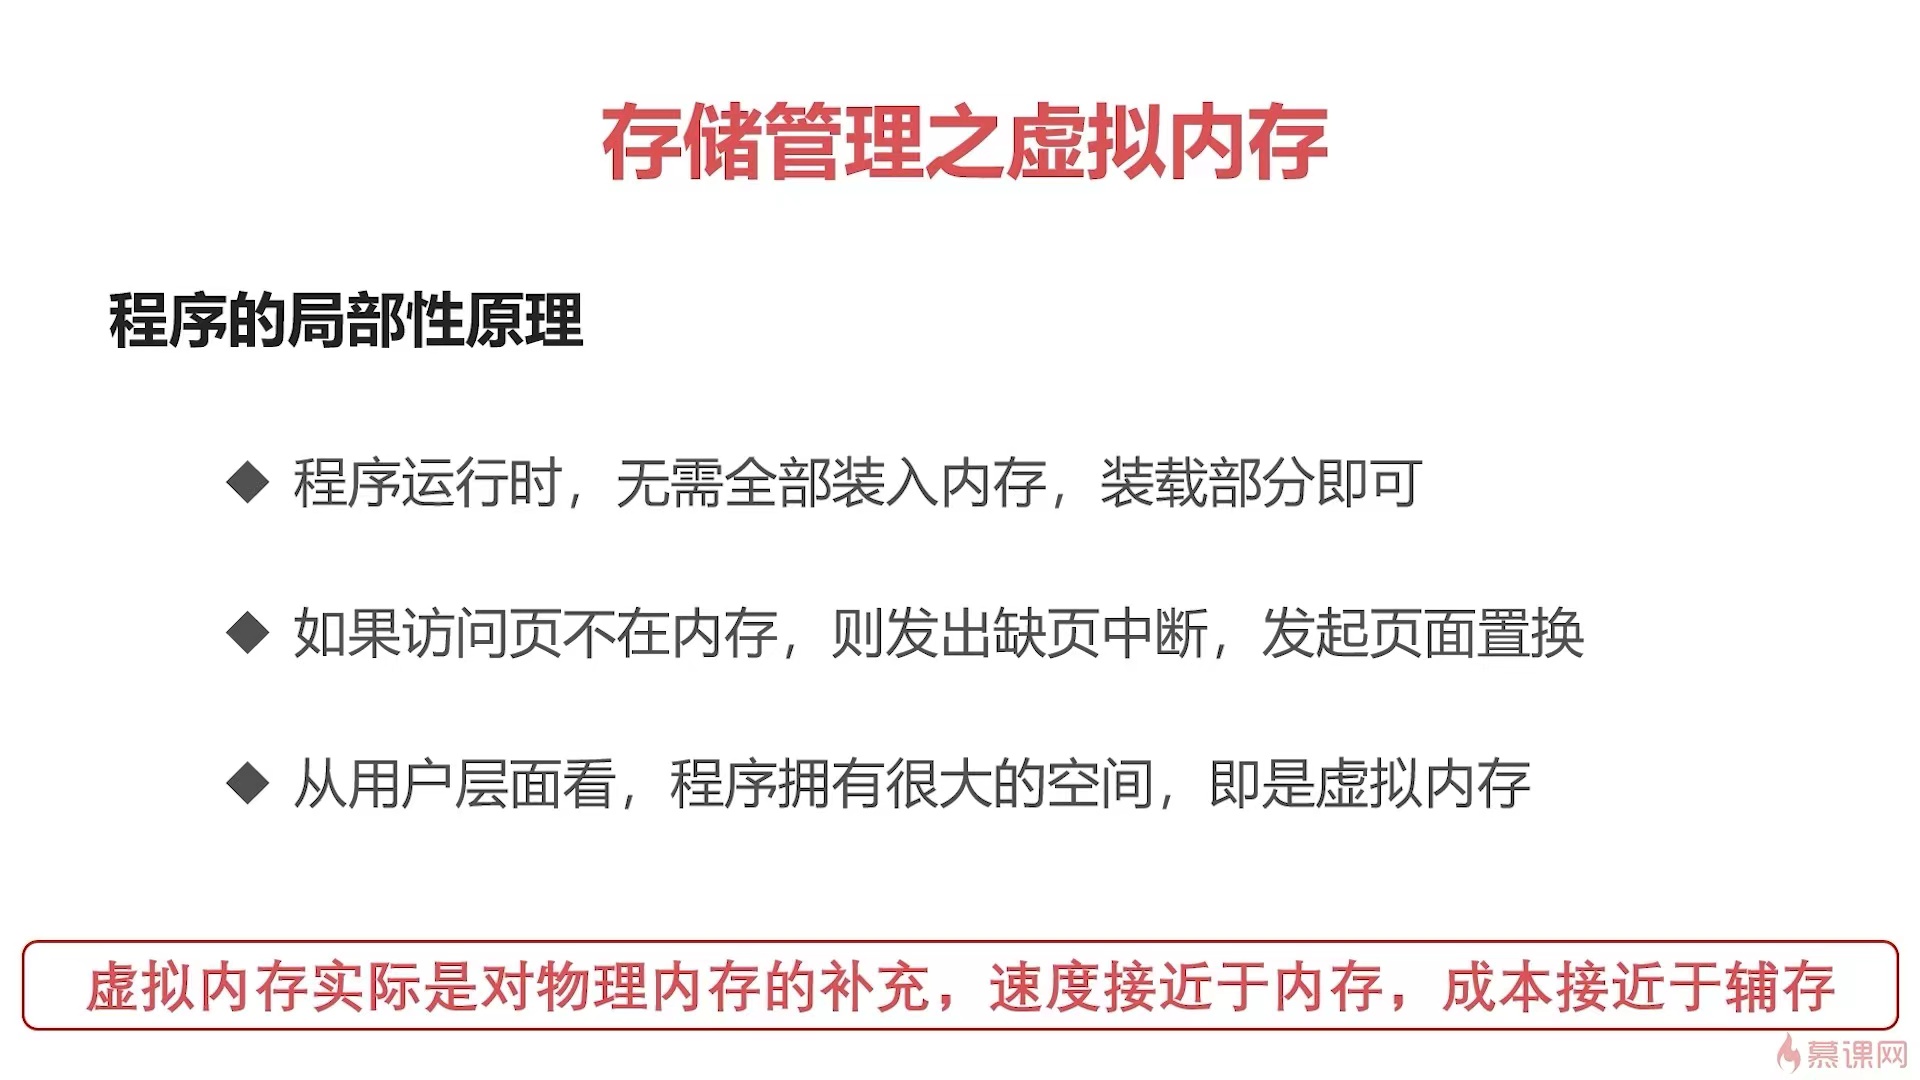 存储管理之虚拟内存
程序的局部性原理
◆ 程序运行时，无需全部装入内存，装载部分即可
◆ 如果访问页不在内存，则发出缺页中断，发起页面置换
◆ 从用户层面看，程序拥有很大的空间，即是虚拟内存
虚拟内存实际是对物理内存的补充，速度接近于内存，成本接近于辅存
慕课网